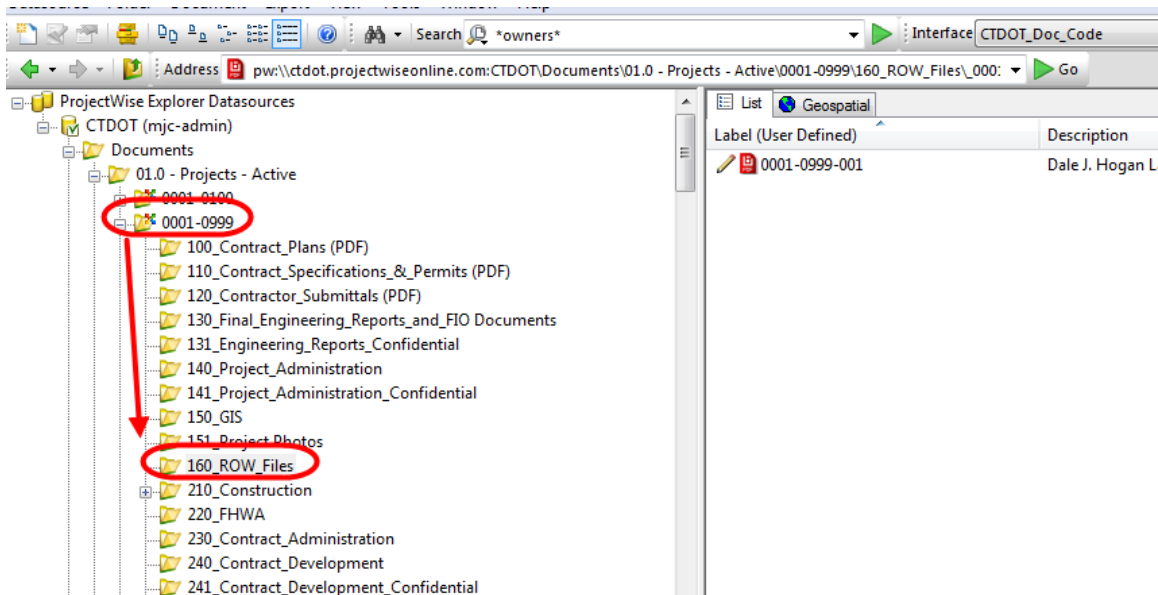 Search *owners* Interface CTDOT_Doc_Code
Address pw:\\ctdot.projectwiseonline.com:CTDOT\Documents\01.0 - Projects - Active\0001-0999\160_ROW_Files\_000 Go
ProjectWise Explorer Datasources
CTDOT (mjc-admin)
Documents
01.0 - Projects - Active
0001-0100
0001-0999
100_Contract_Plans (PDF)
110_Contract_Specifications_&_Permits (PDF)
120_Contractor_Submittals (PDF)
130_Final_Engineering_Reports_and_FIO Documents
131_Engineering_Reports_Confidential
140_Project_Administration
141_Project_Administration_Confidential
150_GIS
151_Project Photos
160_ROW_Files
210_Construction
220_FHWA
230_Contract_Administration
240_Contract_Development
241_Contract_Development_Confidential
List Geospatial
Label (User Defined) Description
0001-0999-001 Dale J. Hogan L